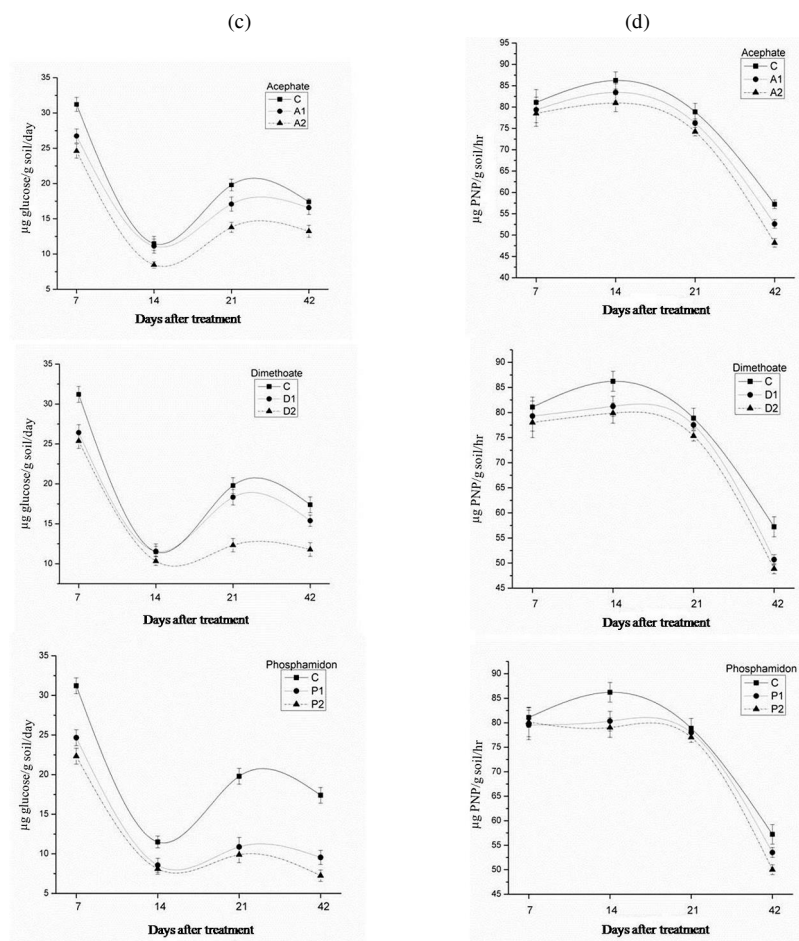 (c)
(d)
µg glucose/g soil/day
35
30
25
20
15
10
5
Acephate
C
A1
A2
7
14
21
42
Days after treatment
µg PNP/g soil/hr
95
90
85
80
75
70
65
60
55
50
45
40
Acephate
C
A1
A2
7
14
21
42
Days after treatment
µg glucose/g soil/day
35
30
25
20
15
10
Dimethoate
C
D1
D2
7
14
21
42
Days after treatment
µg PNP/g soil/hr
90
85
80
75
70
65
60
55
50
45
Dimethoate
C
D1
D2
7
14
21
42
Days after treatment
µg glucose/g soil/day
35
30
25
20
15
10
5
Phosphamidon
C
P1
P2
7
14
21
42
Days after treatment
µg PNP/g soil/hr
90
85
80
75
70
65
60
55
50
45
Phosphamidon
C
P1
P2
7
14
21
42
Days after treatment